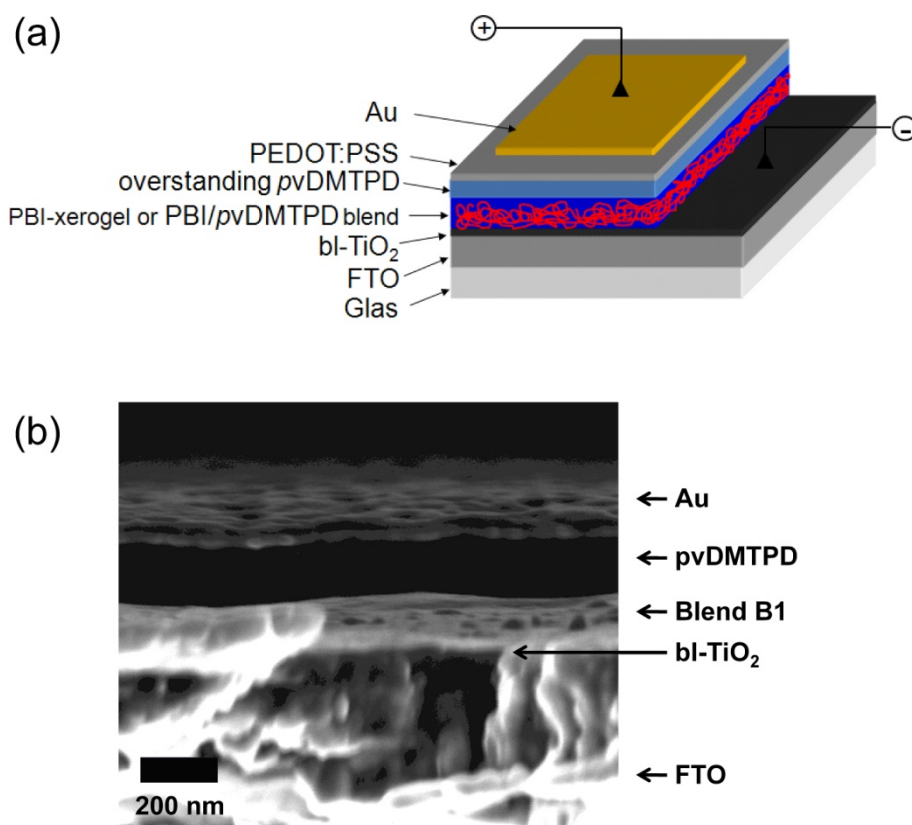 (a)
+
Au
PEDOT:PSS
overstanding pvDMTPD
PBI-xerogel or PBI/pvDMTPD blend
bl-TiO₂
FTO
Glas
-
(b)
Au
pvDMTPD
Blend B1
bl-TiO₂
FTO
200 nm